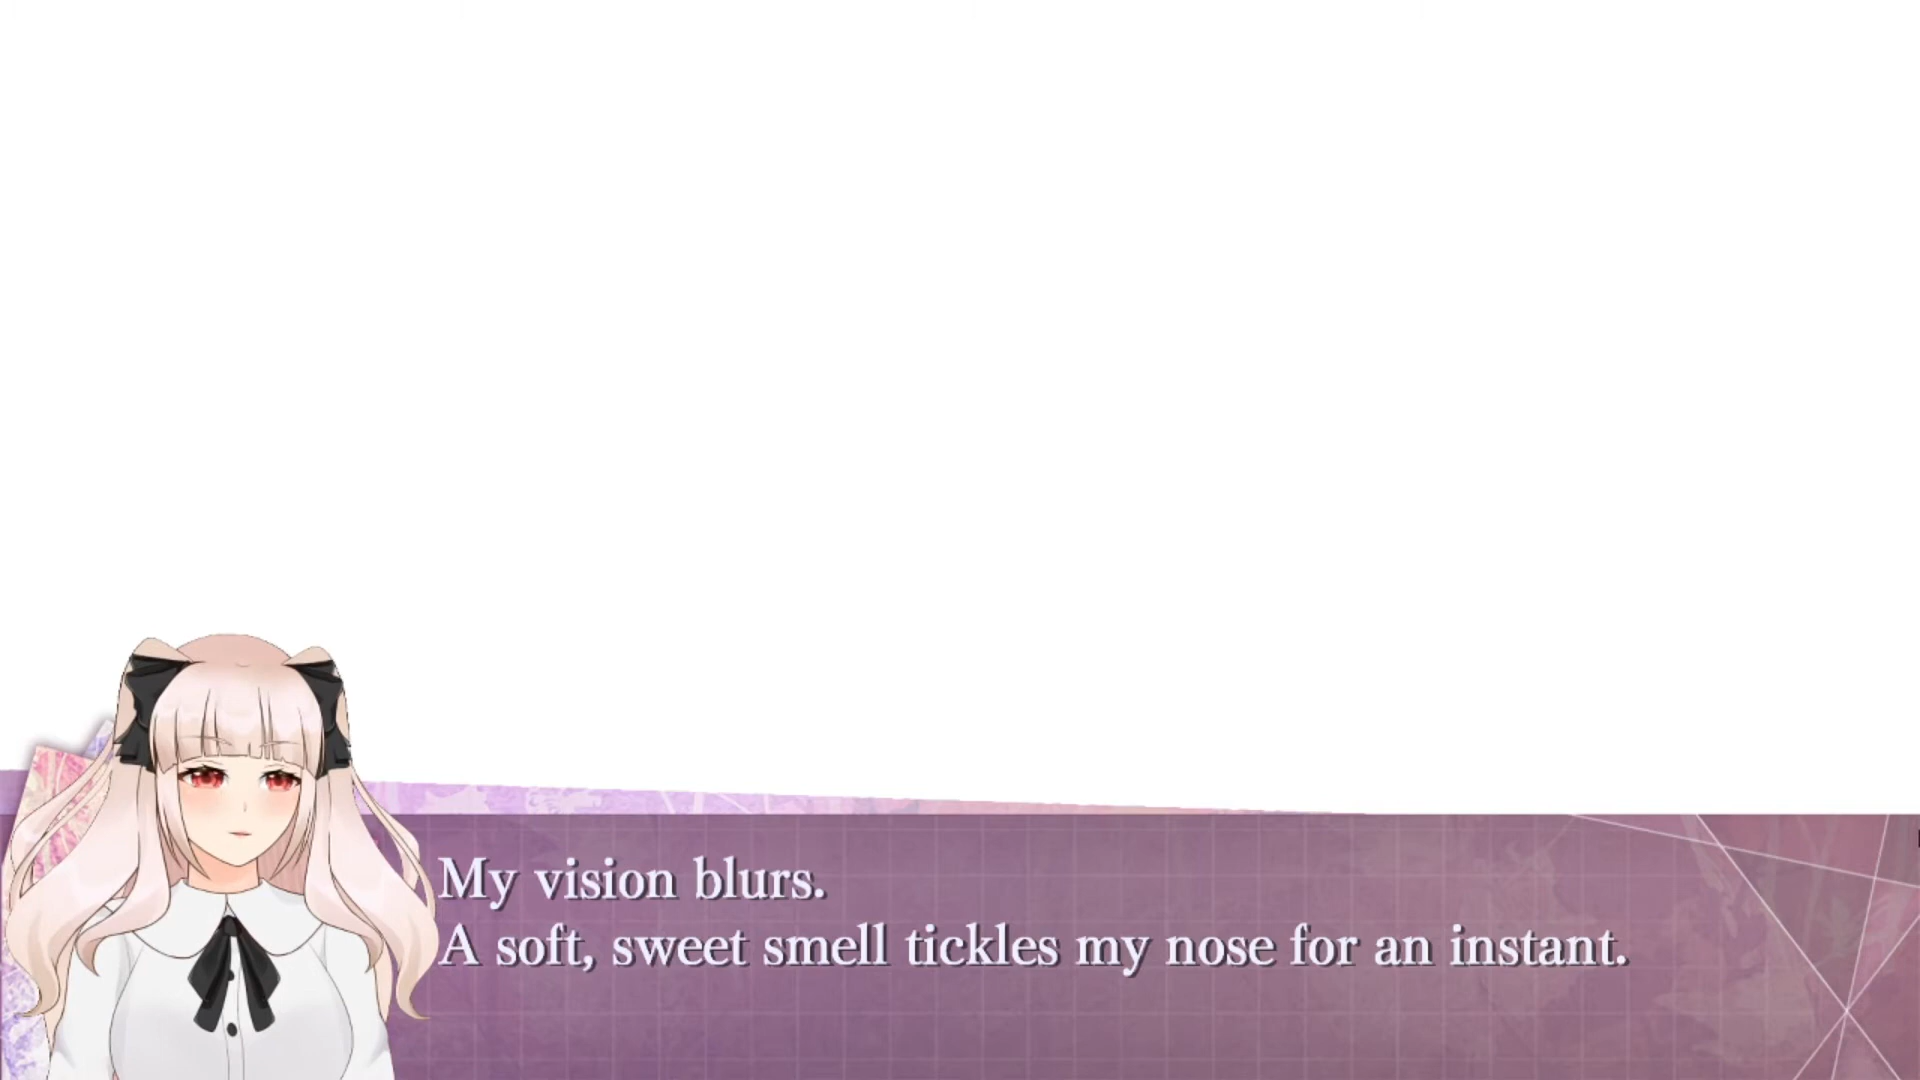 My vision blurs.
A soft, sweet smell tickles my nose for an instant.